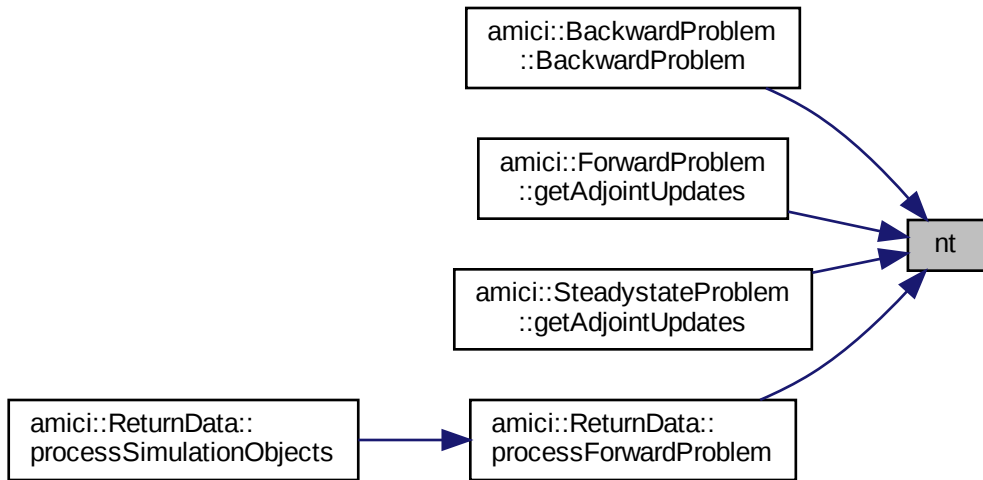 amici::BackwardProblem
::BackwardProblem
amici::ForwardProblem
::getAdjointUpdates
nt
amici::SteadystateProblem
::getAdjointUpdates
amici::ReturnData::
processSimulationObjects
amici::ReturnData::
processForwardProblem